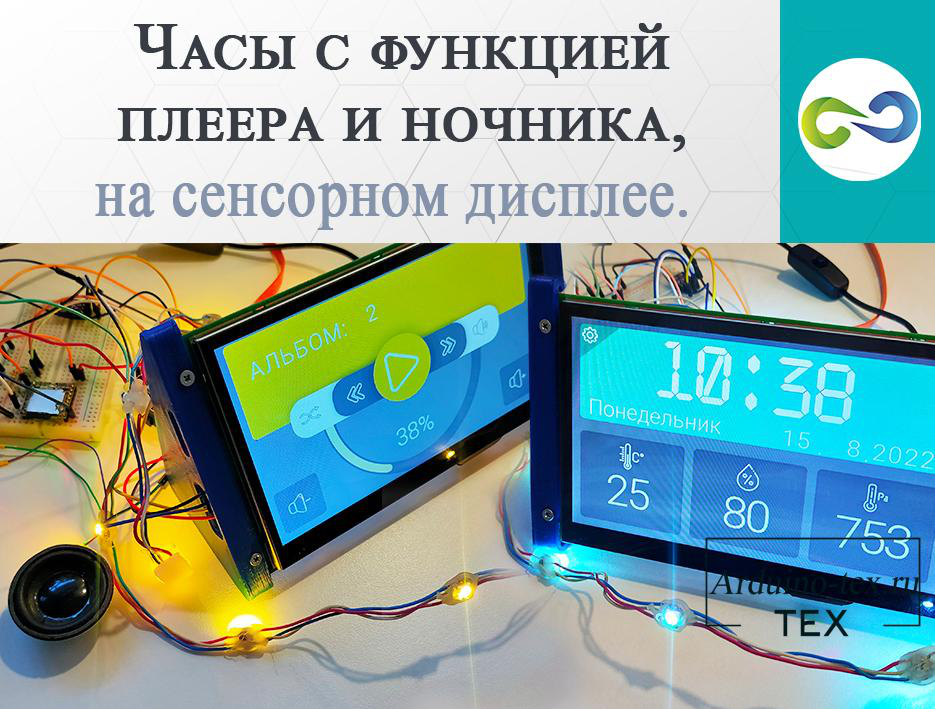 Часы с функцией
плеера и ночника,
на сенсорном дисплее.
АЛЬБОМ: 2
38%
10:38
Понедельник
15. 8.2022
C°
%
Pa
25
80
753
Arduino-tex.ru
TEX